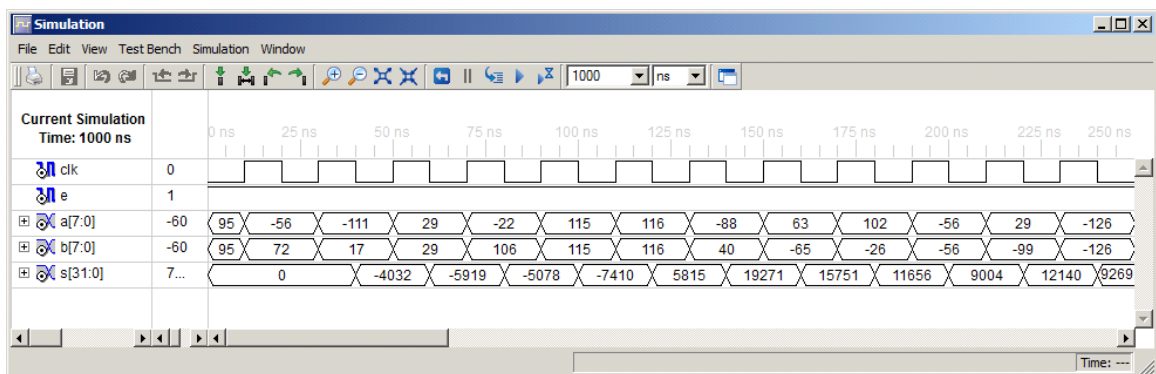 Simulation
File Edit View Test Bench Simulation Window
1000 ns
Current Simulation
Time: 1000 ns
0 ns 25 ns 50 ns 75 ns 100 ns 125 ns 150 ns 175 ns 200 ns 225 ns 250 ns
clk 0
e 1
a[7:0] -60 95 -56 -111 29 -22 115 116 -88 63 102 -56 29 -126
b[7:0] -60 95 72 17 29 106 115 116 40 -65 -26 -56 -99 -126
s[31:0] 7... 0 -4032 -5919 -5078 -7410 5815 19271 15751 11656 9004 12140 9269
Time: ---